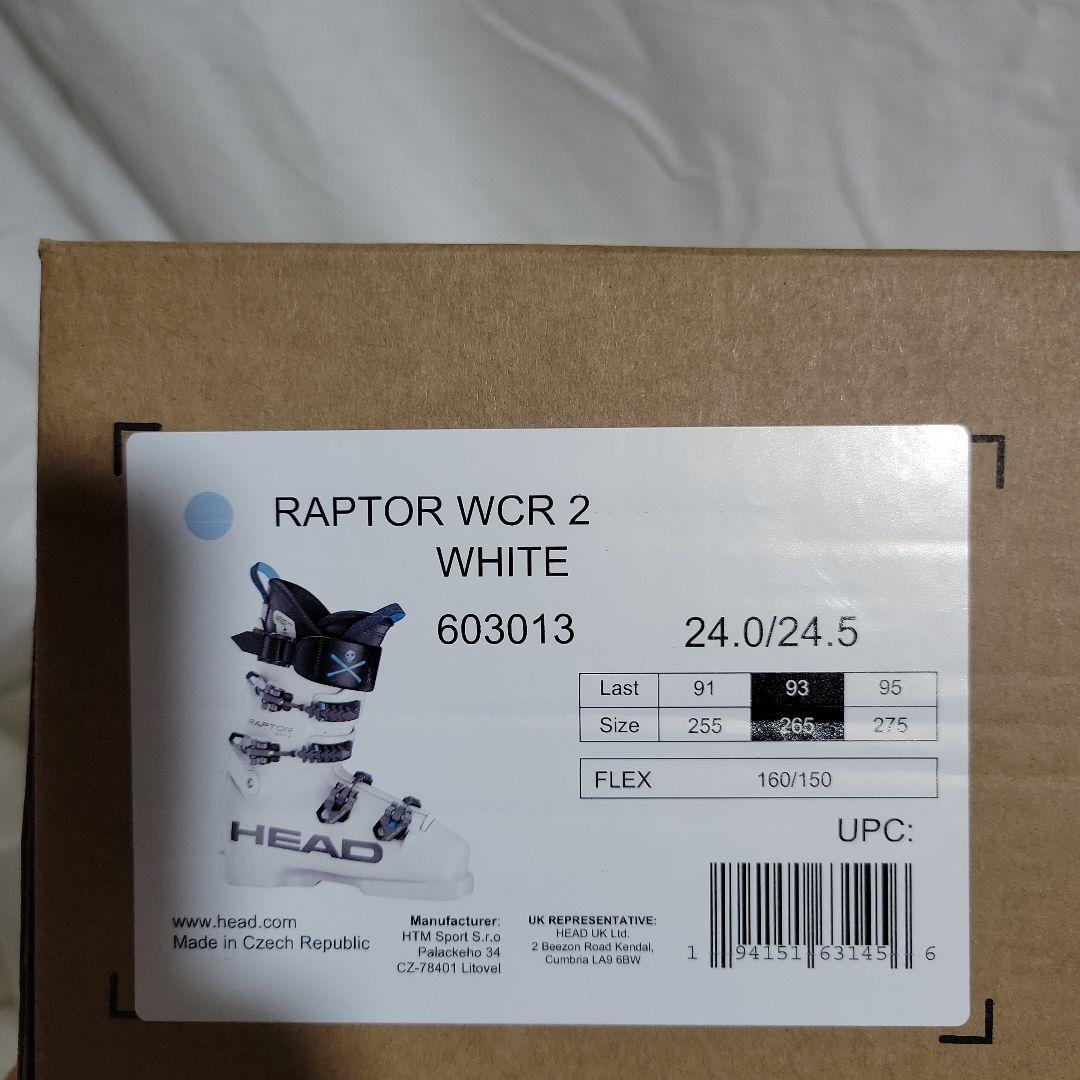 RAPTOR WCR 2
WHITE
603013
24.0/24.5
Last 91 93 95
Size 255 265 275
FLEX 160/150
UPC:
RAPTOR
HEAD
www.head.com
Made in Czech Republic
Manufacturer:
HTM Sport S.r.o
Palackeho 34
CZ-78401 Litovel
UK REPRESENTATIVE:
HEAD UK Ltd.
2 Beezon Road Kendal,
Cumbria LA9 6BW
1 94151 63145 6